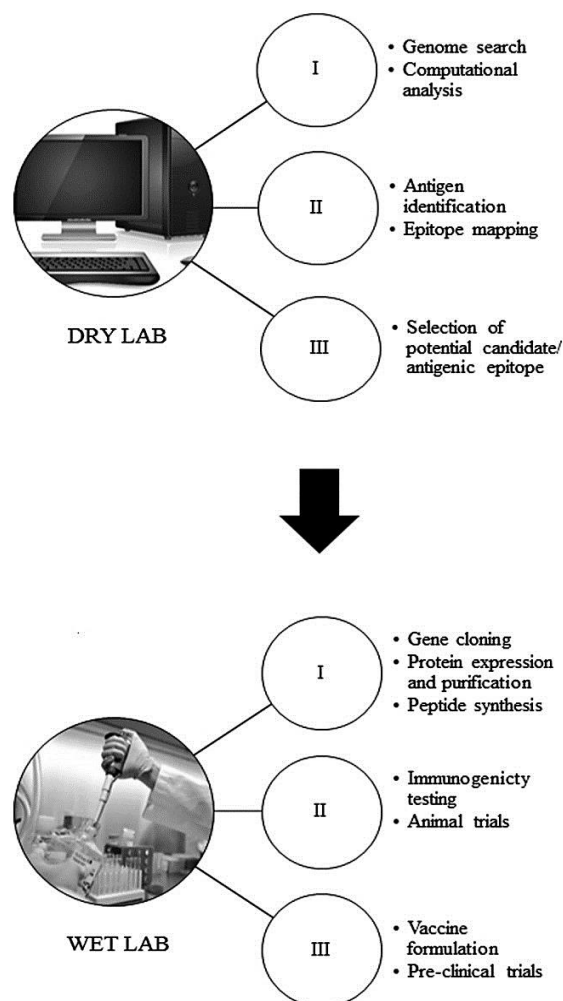 I
• Genome search
• Computational
analysis
II
• Antigen
identification
• Epitope mapping
DRY LAB
III
• Selection of
potential candidate/
antigenic epitope
I
• Gene cloning
• Protein expression
and purification
• Peptide synthesis
II
• Immunogenicty
testing
• Animal trials
WET LAB
III
• Vaccine
formulation
• Pre-clinical trials